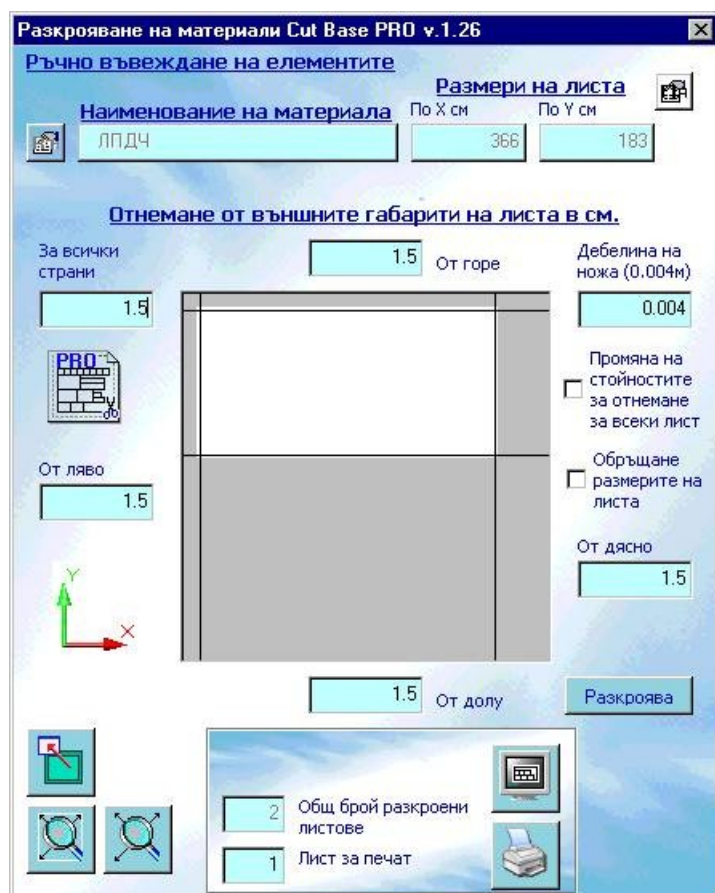 Разкрояване на материали Cut Base PRO v.1.26
Ръчно въвеждане на елементите
Размери на листа
Наименование на материала
По X см
По Y см
ЛПДЧ
366
183
Отнемане от външните габарити на листа в см.
За всички
страни
1.5
1.5
От горе
Дебелина на
ножа (0.004м)
0.004
PRO
Промяна на
стойностите
за отнемане
за всеки лист
От ляво
1.5
Обръщане
размерите на
листа
От дясно
1.5
Y
X
1.5
От долу
Разкроява
2
Общ брой разкроени
листове
1
Лист за печат